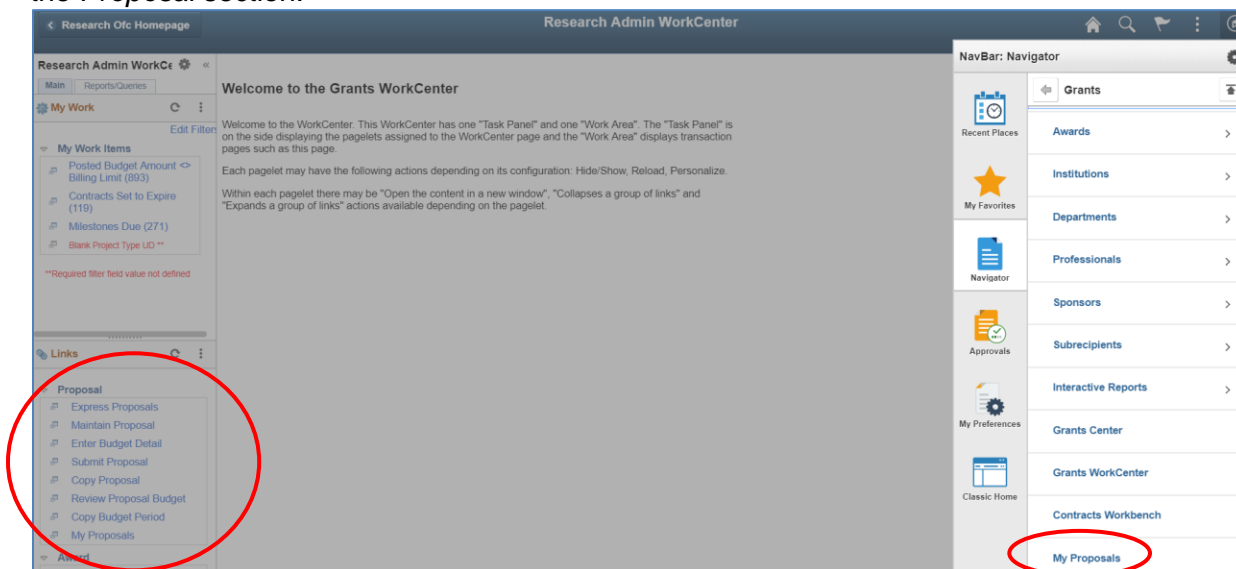 the Proposal section.
Research Ofc Homepage
Research Admin WorkCenter
Research Admin WorkCe
Main
Reports/Queries
My Work
Edit Filters
My Work Items
Posted Budget Amount <>
Billing Limit (893)
Contracts Set to Expire
(119)
Milestones Due (271)
Blank Project Type UD **
**Required filter field value not defined
Links
Proposal
Express Proposals
Maintain Proposal
Enter Budget Detail
Submit Proposal
Copy Proposal
Review Proposal Budget
Copy Budget Period
My Proposals
Award
Welcome to the Grants WorkCenter
Welcome to the WorkCenter. This WorkCenter has one "Task Panel" and one "Work Area". The "Task Panel" is
on the side displaying the pagelets assigned to the WorkCenter page and the "Work Area" displays transaction
pages such as this page.
Each pagelet may have the following actions depending on its configuration: Hide/Show, Reload, Personalize.
Within each pagelet there may be "Open the content in a new window", "Collapses a group of links" and
"Expands a group of links" actions available depending on the pagelet.
NavBar: Navigator
Recent Places
My Favorites
Navigator
Approvals
My Preferences
Classic Home
Grants
Awards
Institutions
Departments
Professionals
Sponsors
Subrecipients
Interactive Reports
Grants Center
Grants WorkCenter
Contracts Workbench
My Proposals